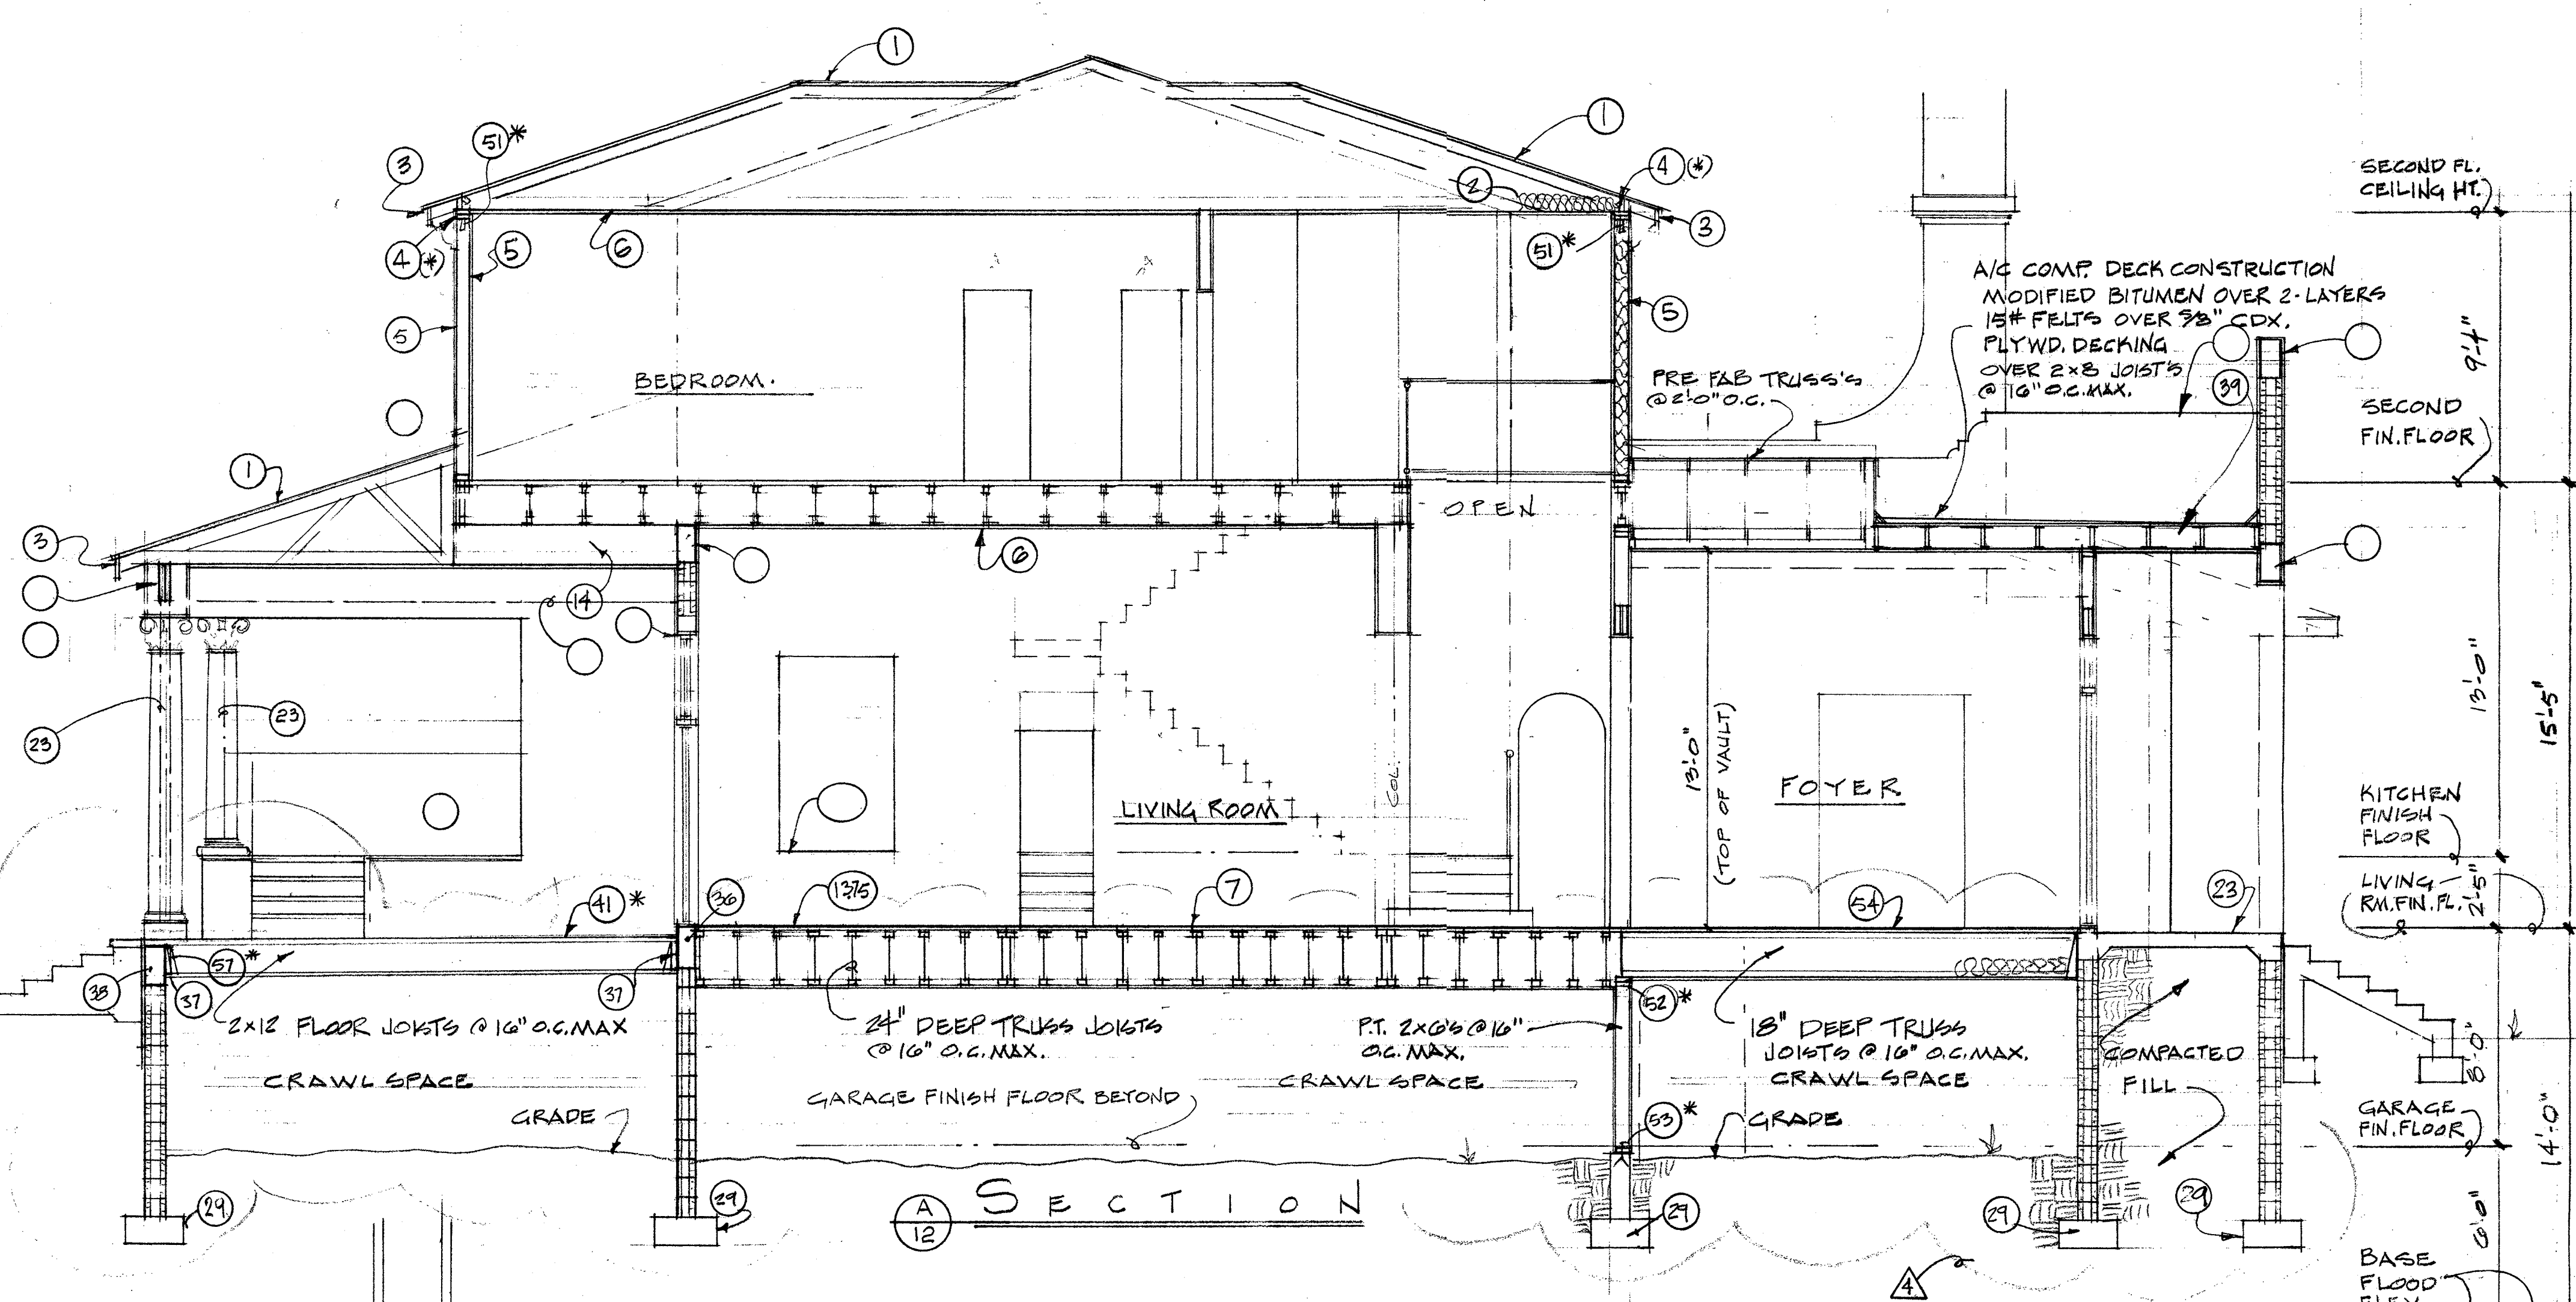 1
51*
3
1
4(*)
2
3
SECOND FL.
CEILING HT.
4(*)
5
6
51*
5
5
A/C COMP. DECK CONSTRUCTION
MODIFIED BITUMEN OVER 2-LAYERS
15# FELTS OVER 5/8" CDX.
PLYWD. DECKING
OVER 2x8 JOIST'S
@ 16" O.C. MAX.
39
9'-4"
BEDROOM.
PRE FAB TRUSS'S
@ 2'-0" O.C.
SECOND
FIN. FLOOR
1
OPEN
3
6
14
23
23
13'-0"
(TOP OF VAULT)
13'-0"
15'-5"
COL.
LIVING ROOM
FOYER
KITCHEN
FINISH
FLOOR
LIVING
RM. FIN. FL.
2'-5"
41*
36
1375
7
54
23
38
57*
37
37
52*
2x12 FLOOR JOISTS @ 16" O.C. MAX
24" DEEP TRUSS JOISTS
@ 16" O.C. MAX.
P.T. 2x6'S @ 16"
O.C. MAX.
18" DEEP TRUSS
JOISTS @ 16" O.C. MAX.
COMPACTED
FILL
CRAWL SPACE
CRAWL SPACE
CRAWL SPACE
GARAGE FINISH FLOOR BEYOND
GRADE
53*
GRADE
GARAGE
FIN. FLOOR
14'-0"
29
29
A
12
SECTION
29
29
29
6'-0"
4
BASE
FLOOD